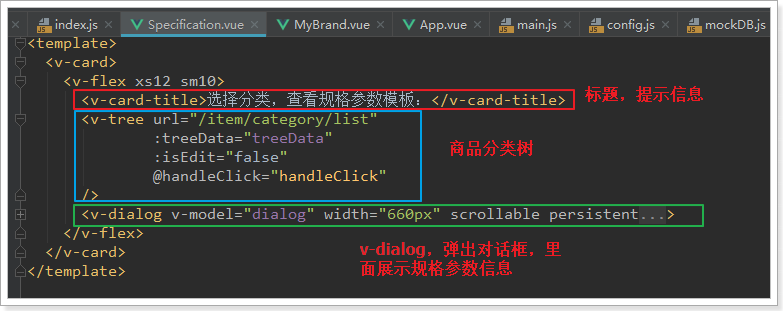 index.js × Specification.vue × MyBrand.vue × App.vue × main.js × config.js × mockDB.js
<template>
<v-card>
<v-flex xs12 sm10>
<v-card-title>选择分类，查看规格参数模板：</v-card-title>
标题，提示信息
<v-tree url="/item/category/list"
:treeData="treeData"
:isEdit="false"
@handleClick="handleClick"
/>
商品分类树
<v-dialog v-model="dialog" width="660px" scrollable persistent...>
</v-flex>
</v-card>
</template>
v-dialog，弹出对话框，里
面展示规格参数信息